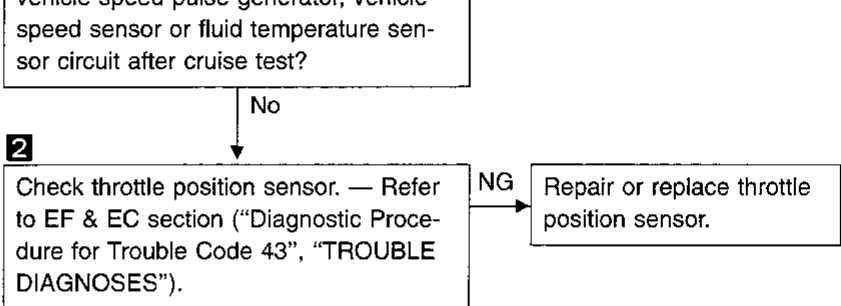 vehicle speed pulse generator, vehicle
speed sensor or fluid temperature sen-
sor circuit after cruise test?
No
2
Check throttle position sensor. — Refer
to EF & EC section (“Diagnostic Proce-
dure for Trouble Code 43”, “TROUBLE
DIAGNOSES”).
NG
Repair or replace throttle
position sensor.